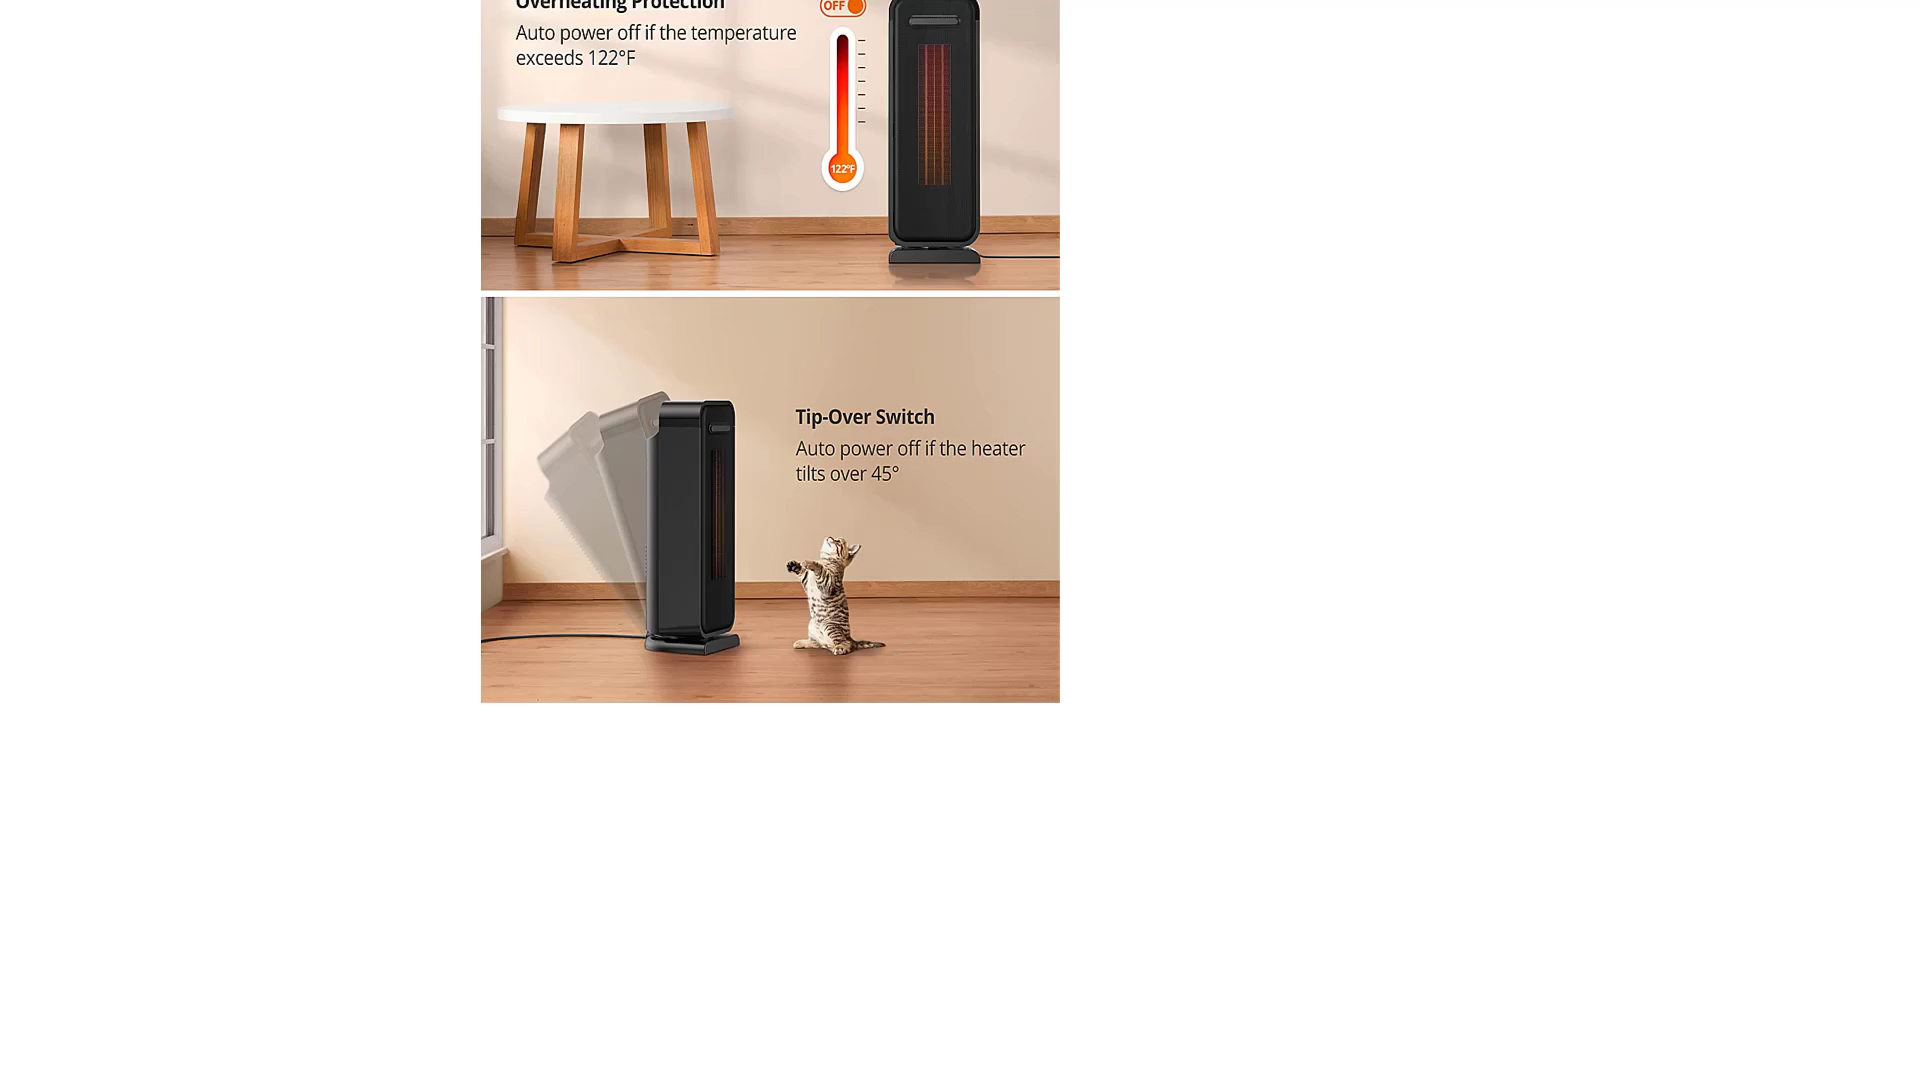 Overheating Protection
Auto power off if the temperature
exceeds 122°F
OFF
122°F
Tip-Over Switch
Auto power off if the heater
tilts over 45°